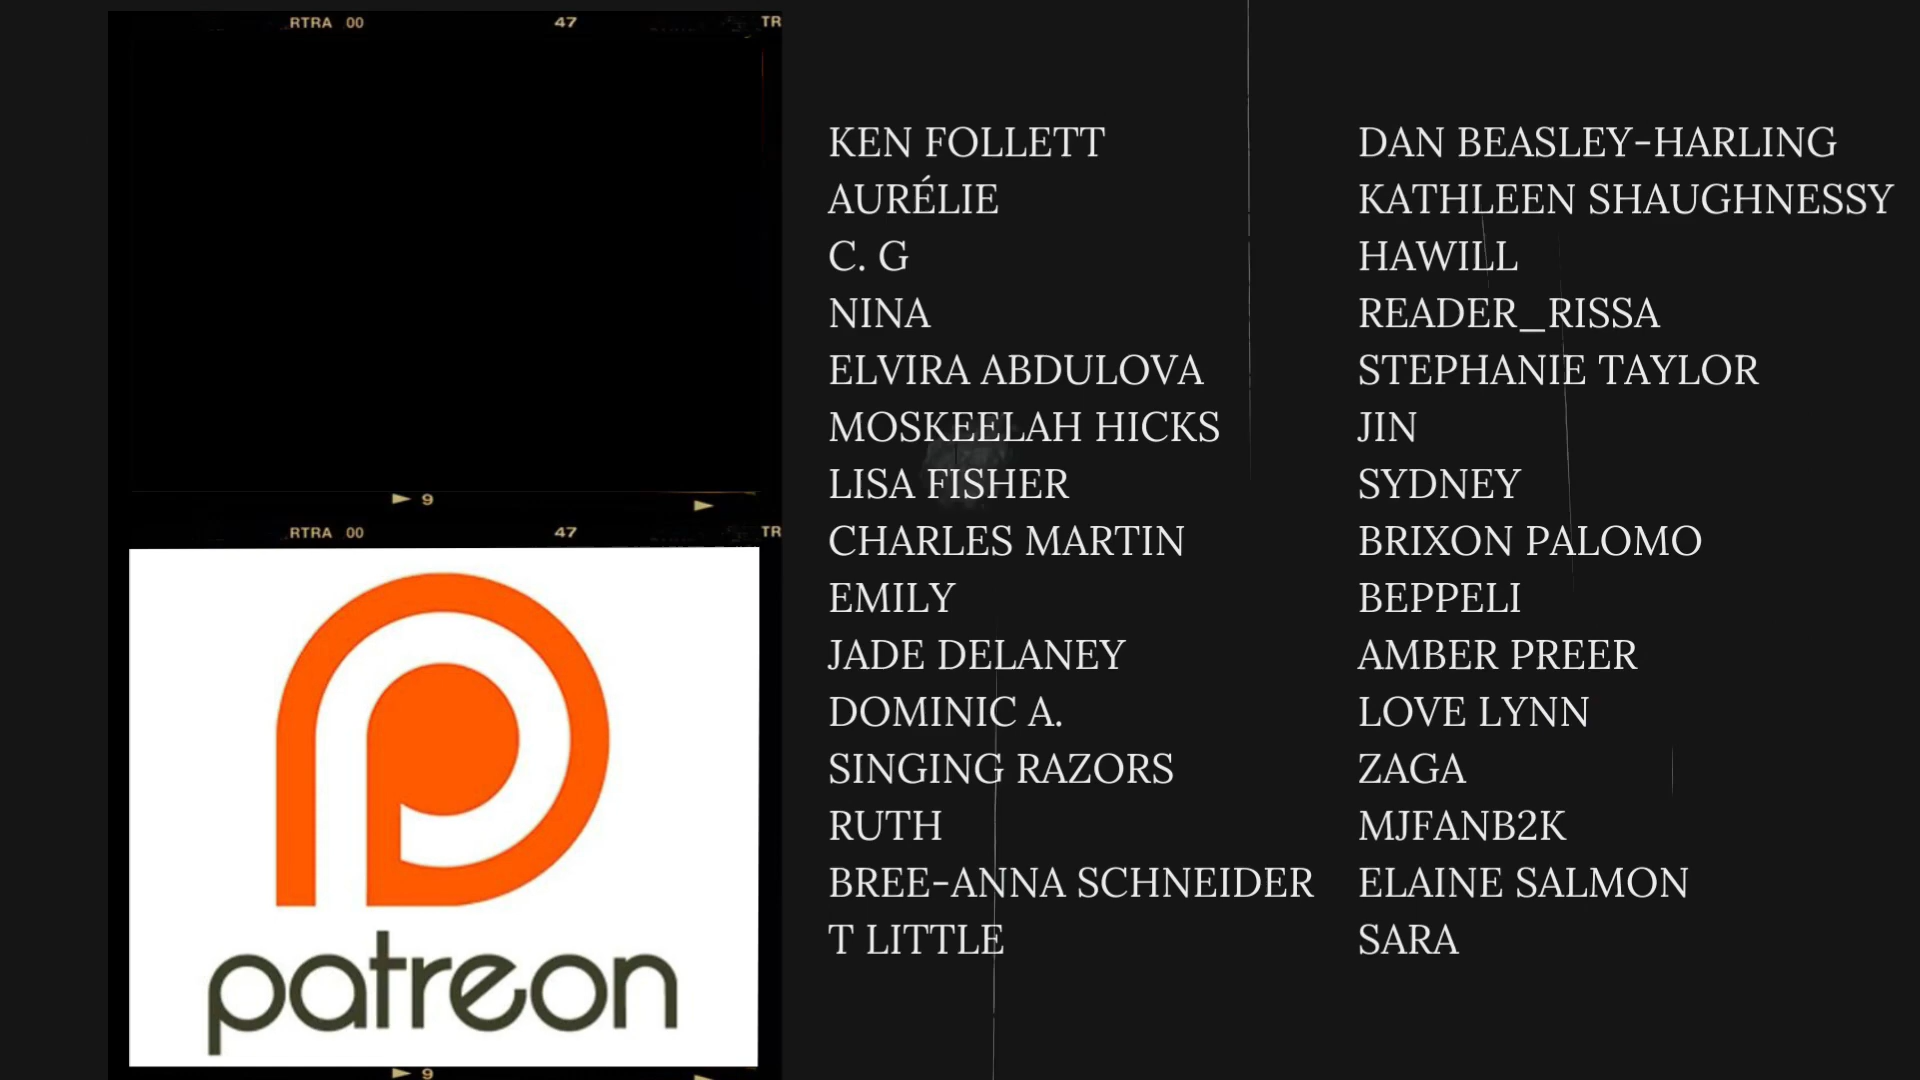 RTRA 00 47 TR
9
RTRA 00 47 TR
patreon
9
KEN FOLLETT
AURÉLIE
C. G
NINA
ELVIRA ABDULOVA
MOSKEELAH HICKS
LISA FISHER
CHARLES MARTIN
EMILY
JADE DELANEY
DOMINIC A.
SINGING RAZORS
RUTH
BREE-ANNA SCHNEIDER
T LITTLE
DAN BEASLEY-HARLING
KATHLEEN SHAUGHNESSY
HAWILL
READER_RISSA
STEPHANIE TAYLOR
JIN
SYDNEY
BRIXON PALOMO
BEPPELI
AMBER PREER
LOVE LYNN
ZAGA
MJFANB2K
ELAINE SALMON
SARA